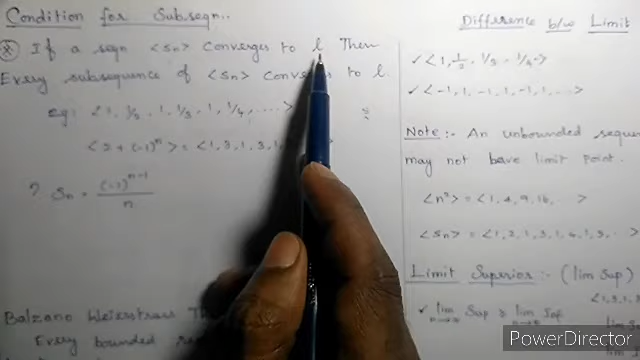 Condition for Subseqn..
If a seqn <Sn> Converges to l Then
Every subsequence of <Sn> to l.
eg: < 1, 1/2, 1, 1/3, 1, 1/4, ....>
< 2 + (-1)^n > = < 1, 3, 1, 3, 1
? Sn = (-1)^(n-1) / n
Balzano Weierstrass
Every bounded
Difference b/w Limit
✓ < 1, 1/2, 1/3, 1/4 >
✓ < -1, 1, -1, 1, -1, 1, ....>
Note :- An unbounded
may not have limit point.
< n² > = < 1, 4, 9, 16, .. >
< Sn > = < 1, 2, 1, 3, 1, 4, 1, 5, .. >
Limit Superior :- (lim Sup)
✓ lim n→∞ Sup lim n→∞ Inf
PowerDirector